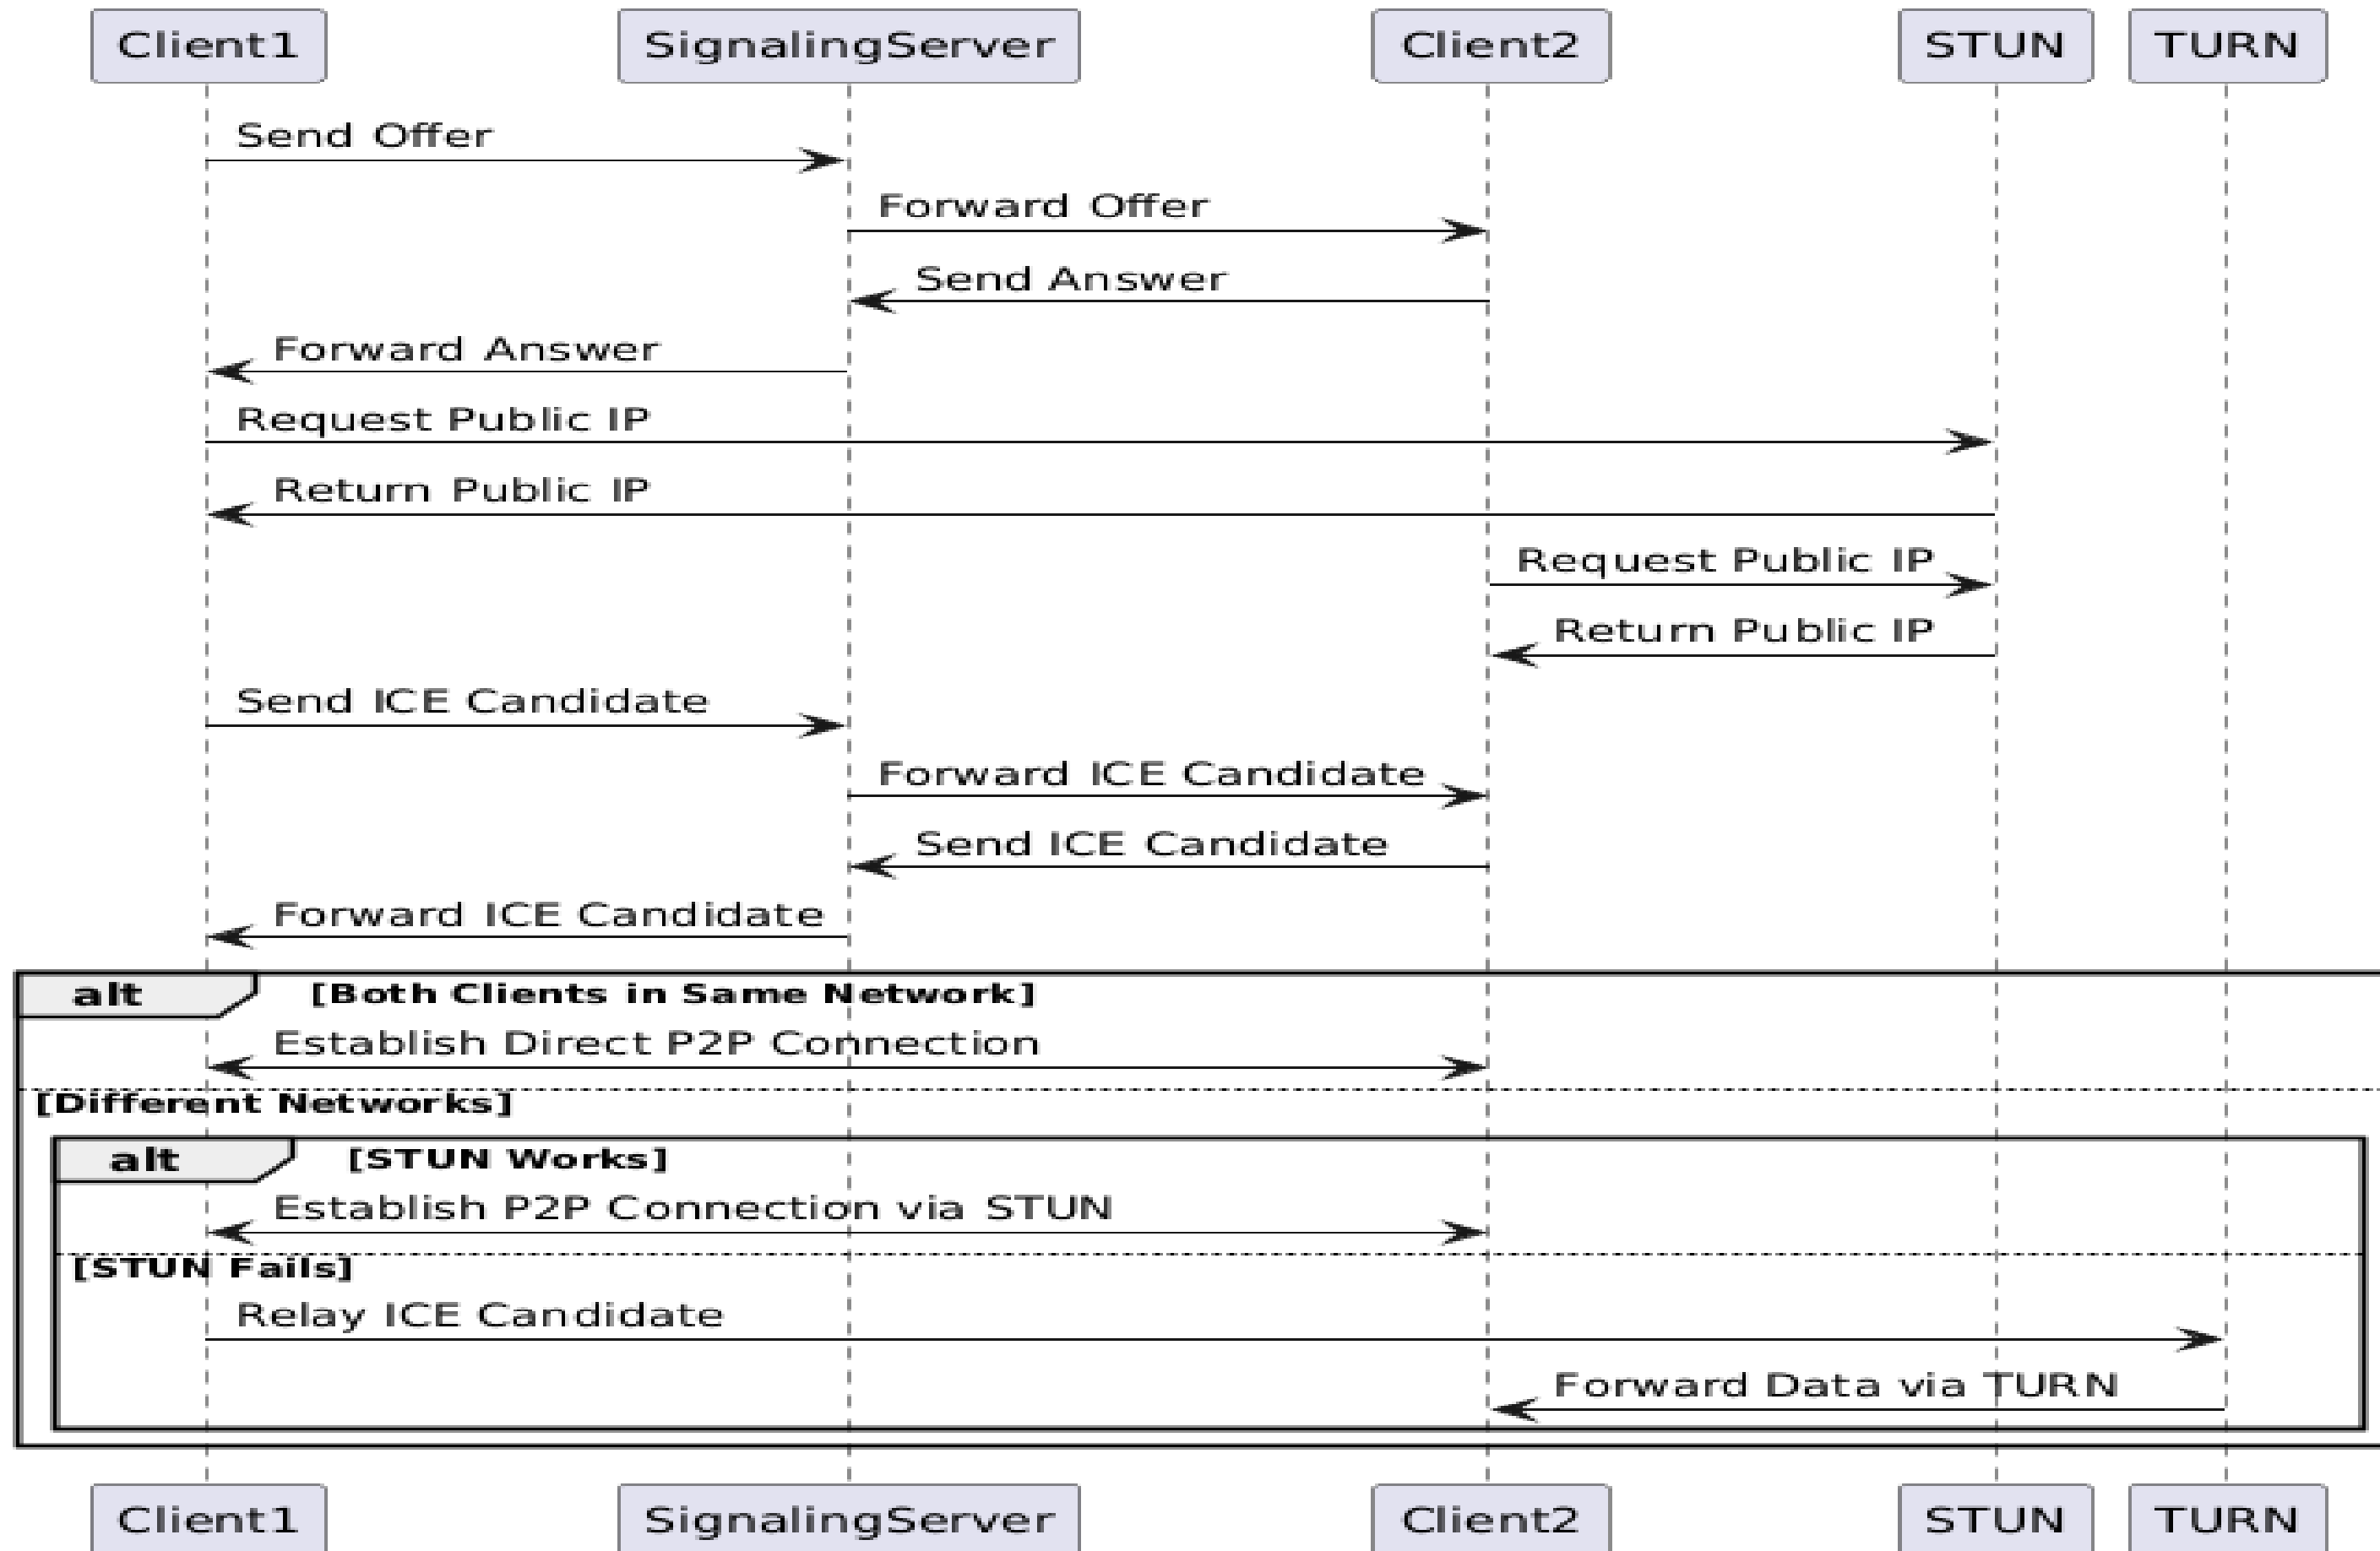 Client1 SignalingServer Client2 STUN TURN
Send Offer
Forward Offer
Send Answer
Forward Answer
Request Public IP
Return Public IP
Request Public IP
Return Public IP
Send ICE Candidate
Forward ICE Candidate
Send ICE Candidate
Forward ICE Candidate
alt [Both Clients in Same Network]
Establish Direct P2P Connection
[Different Networks]
alt [STUN Works]
Establish P2P Connection via STUN
[STUN Fails]
Relay ICE Candidate
Forward Data via TURN
Client1 SignalingServer Client2 STUN TURN